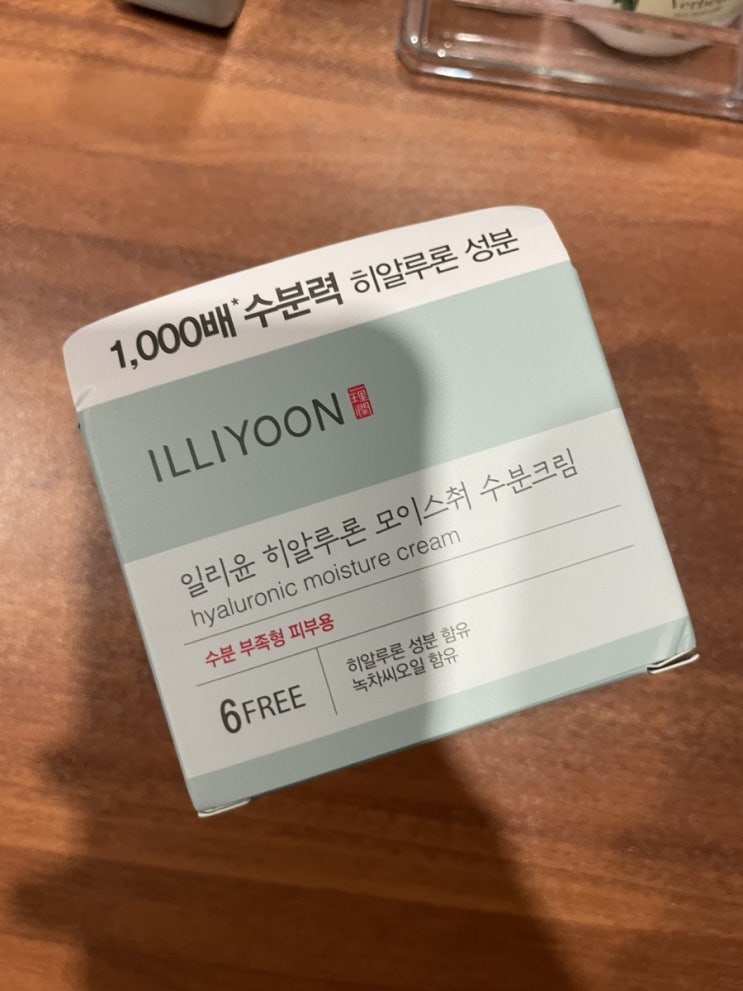 1,000배* 수분력 히알루론 성분
ILLIYOON
일리윤 히알루론 모이스춰 수분크림
hyaluronic moisture cream
수분 부족형 피부용
6FREE
히알루론 성분 함유
녹차씨오일 함유